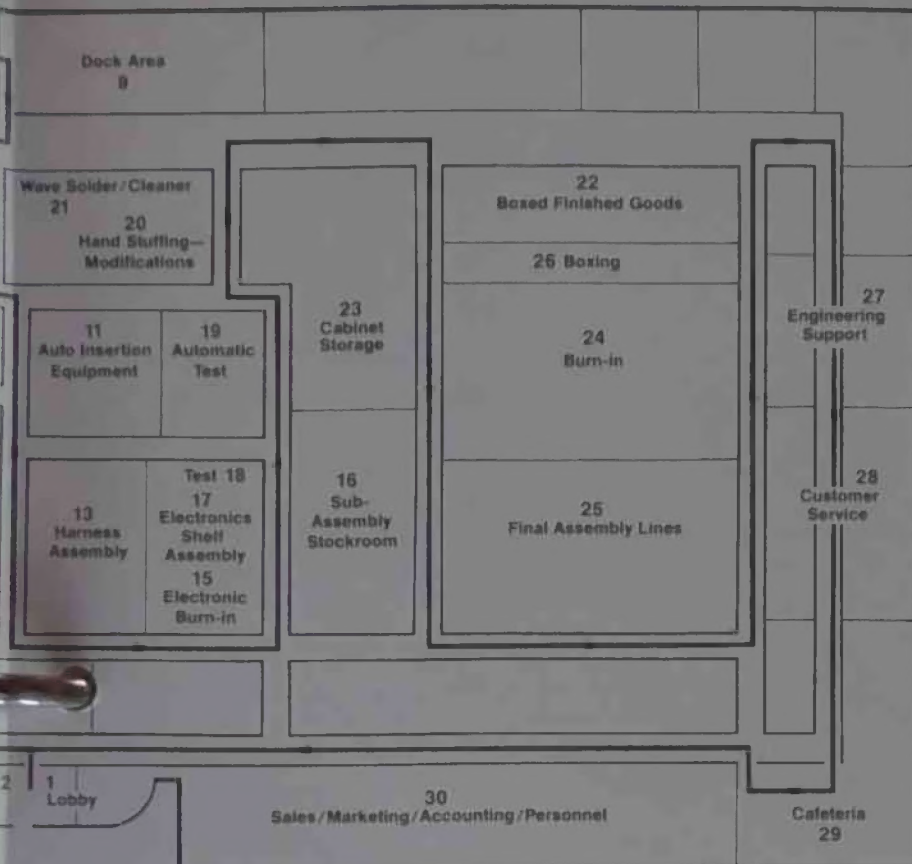 Dock Area
9
Wave Solder/Cleaner
21
20
Hand Stuffing—
Modifications
22
Boxed Finished Goods
26 Boxing
11
Auto Insertion
Equipment
19
Automatic
Test
23
Cabinet
Storage
24
Burn-in
27
Engineering
Support
13
Harness
Assembly
Test 18
17
Electronics
Shelf
Assembly
15
Electronic
Burn-in
16
Sub-
Assembly
Stockroom
25
Final Assembly Lines
28
Customer
Service
2
1
Lobby
30
Sales/Marketing/Accounting/Personnel
Cafeteria
29